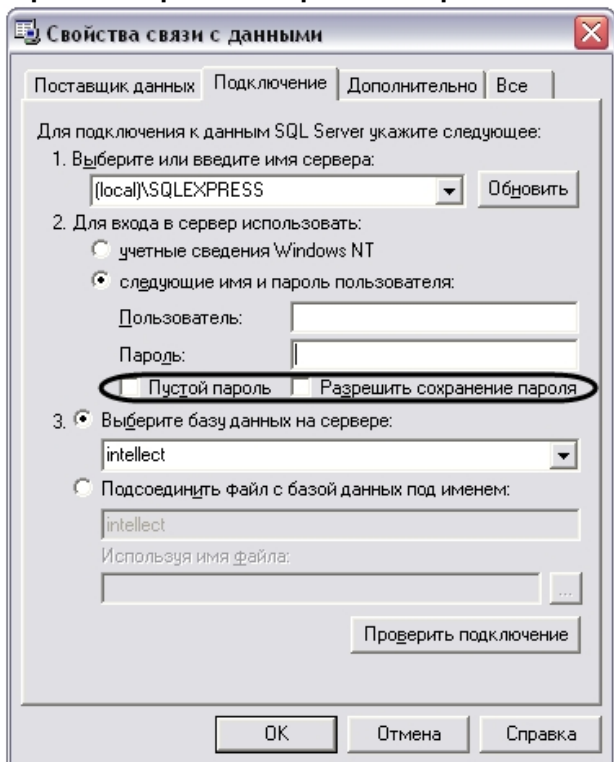 Свойства связи с данными
Поставщик данных Подключение Дополнительно Все
Для подключения к данным SQL Server укажите следующее:
1. Выберите или введите имя сервера:
(local)\SQLEXPRESS Обновить
2. Для входа в сервер использовать:
учетные сведения Windows NT
следующие имя и пароль пользователя:
Пользователь:
Пароль:
Пустой пароль Разрешить сохранение пароля
3. Выберите базу данных на сервере:
intellect
Подсоединить файл с базой данных под именем:
intellect
Используя имя файла:
...
Проверить подключение
ОК Отмена Справка